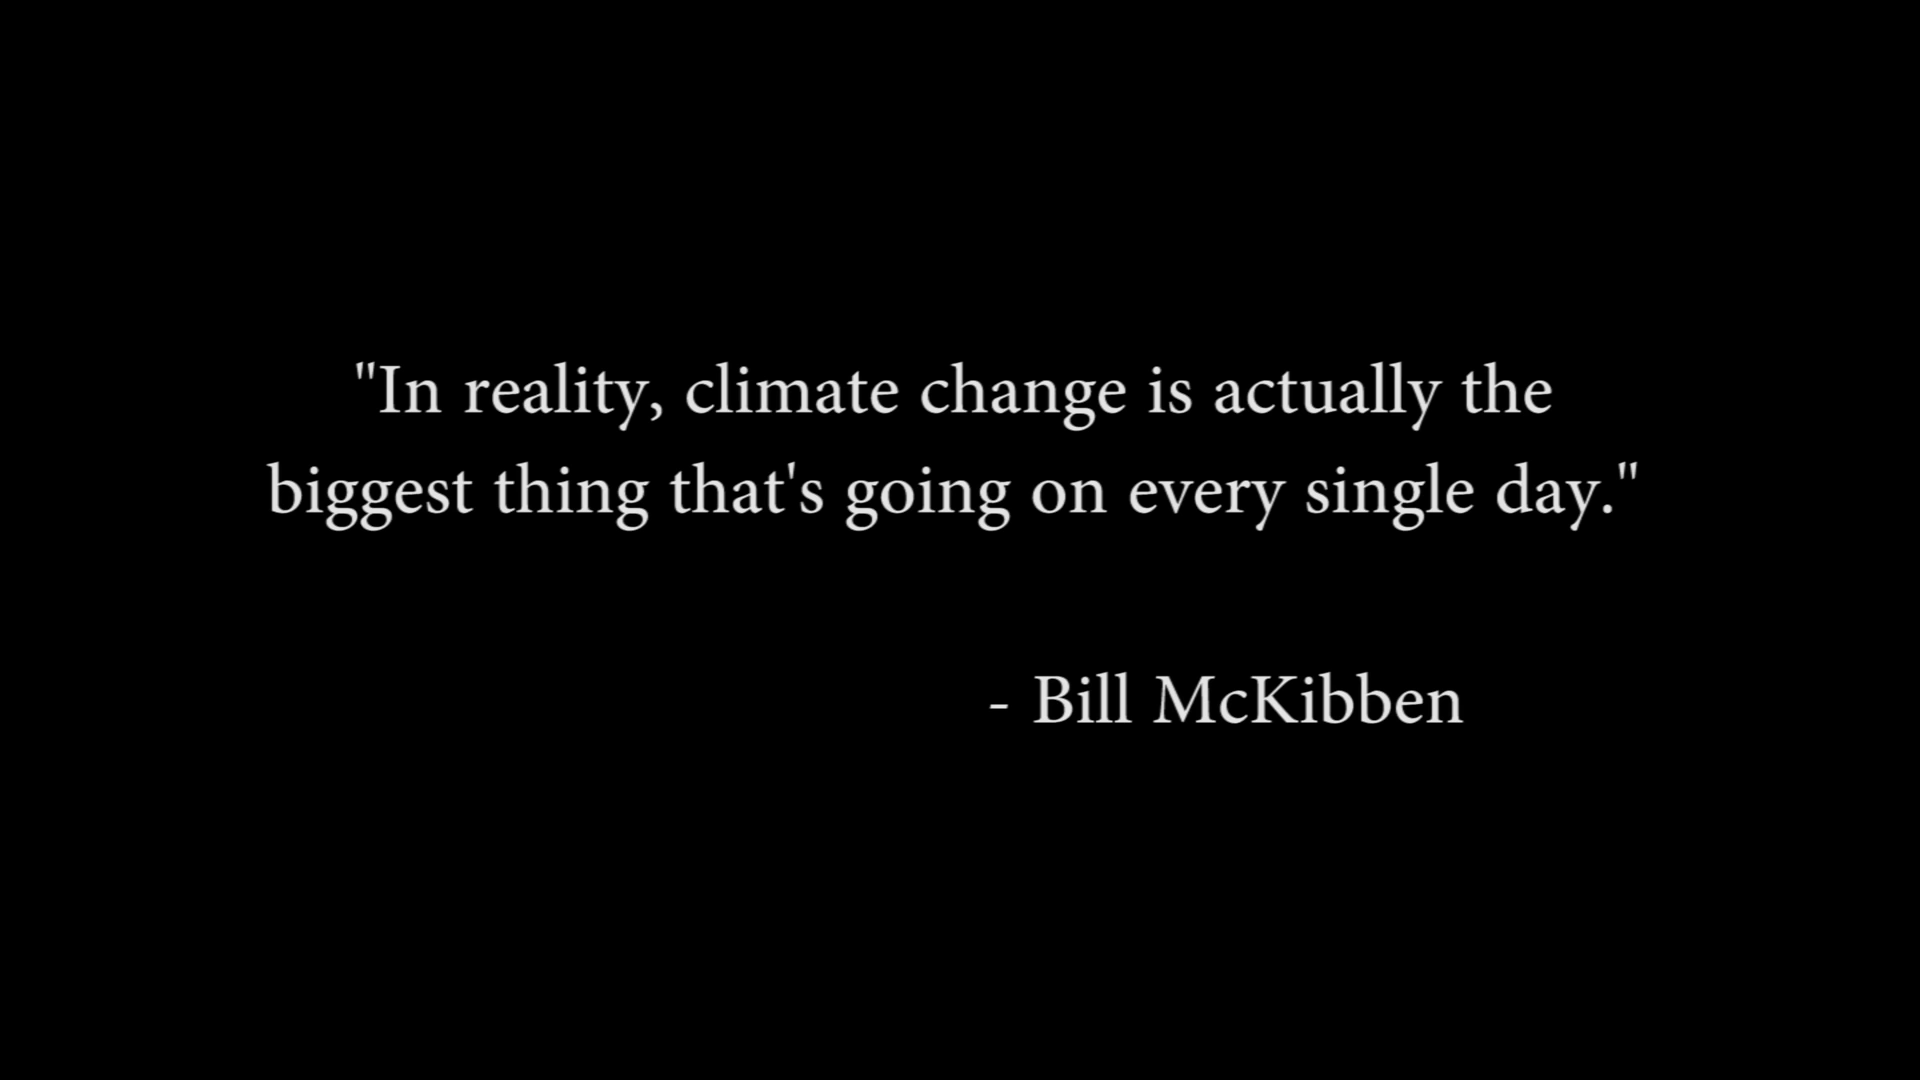 "In reality, climate change is actually the
biggest thing that's going on every single day."
- Bill McKibben